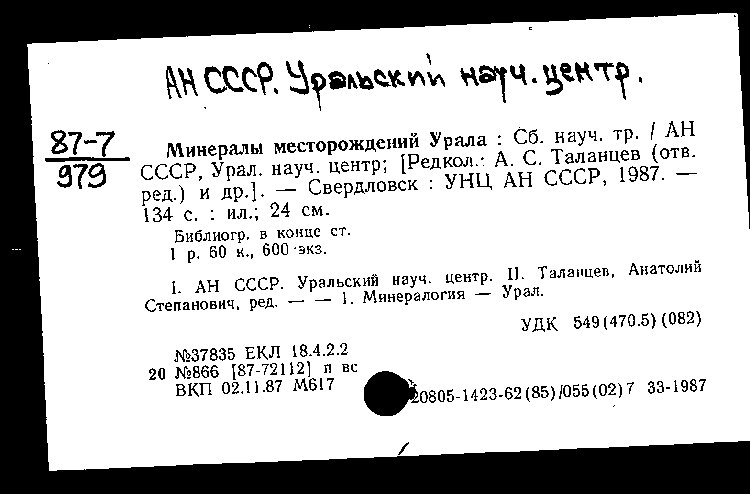 АН СССР. Уральский науч. центр.
87-7
979
Минералы месторождений Урала : Сб. науч. тр. / АН
СССР, Урал. науч. центр; [Редкол.: А. С. Таланцев (отв.
ред.) и др.]. — Свердловск : УНЦ АН СССР, 1987. —
134 с. : ил.; 24 см.
Библиогр. в конце ст.
1 р. 60 к., 600 экз.
I. АН СССР. Уральский науч. центр. II. Таланцев, Анатолий
Степанович, ред. — — 1. Минералогия — Урал.
УДК 549(470.5)(082)
№37835 ЕКЛ 18.4.2.2
20 №866 [87-72112] п вс
ВКП 02.11.87 М617
20805-1423-62(85)/055(02)7 33-1987